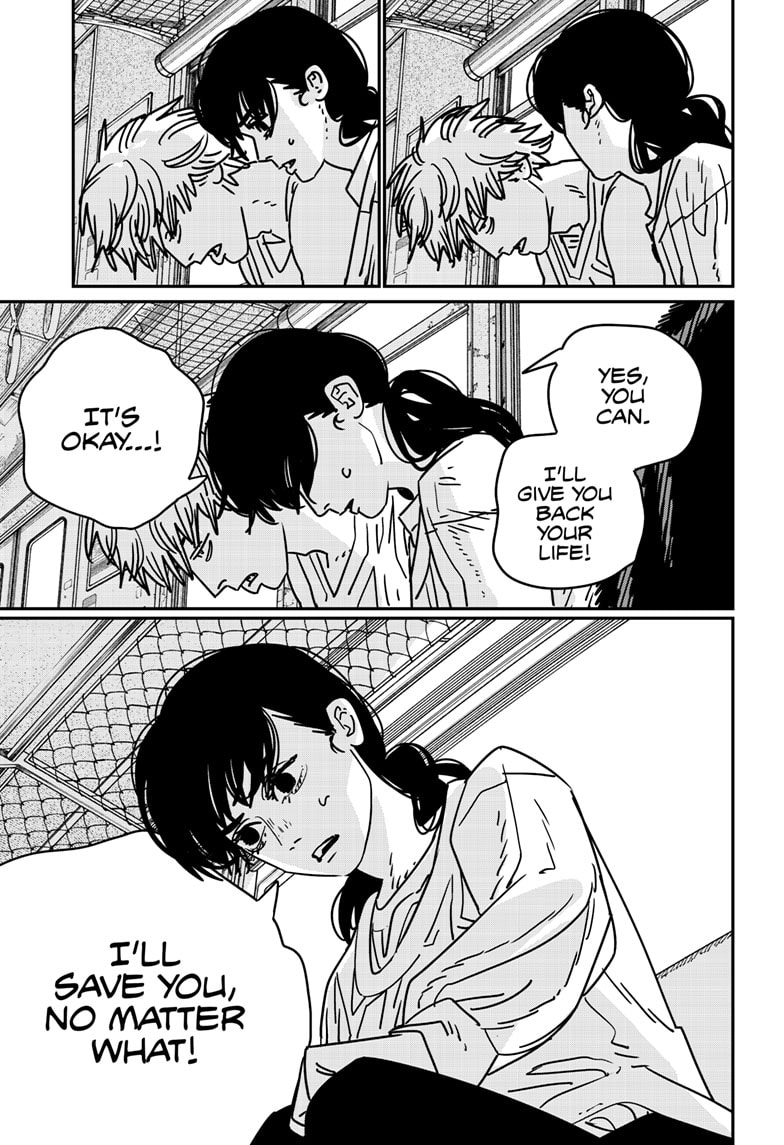 YES,
YOU
CAN.
I'LL
GIVE YOU
BACK
YOUR
LIFE!
IT'S
OKAY...!
I'LL
SAVE YOU,
NO MATTER
WHAT!